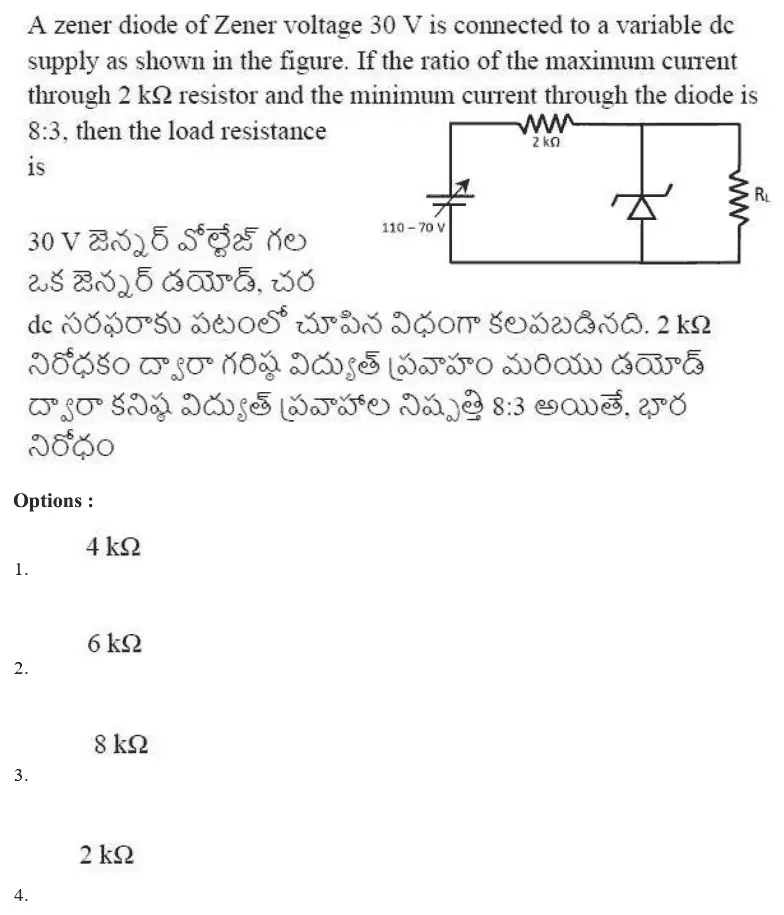 A zener diode of Zener voltage 30 V is connected to a variable dc
supply as shown in the figure. If the ratio of the maximum current
through 2 kΩ resistor and the minimum current through the diode is
8:3, then the load resistance
is
2 kΩ
110 – 70 V
RL
30 V జెన్నర్ వోల్టేజ్ గల
ఒక జెన్నర్ డయోడ్, చర
dc సరఫరాకు పటంలో చూపిన విధంగా కలపబడినది. 2 kΩ
నిరోధకం ద్వారా గరిష్ఠ విద్యుత్ ప్రవాహం మరియు డయోడ్
ద్వారా కనిష్ఠ విద్యుత్ ప్రవాహాల నిష్పత్తి 8:3 అయితే, భార
నిరోధం
Options :
4 kΩ
1.
6 kΩ
2.
8 kΩ
3.
2 kΩ
4.